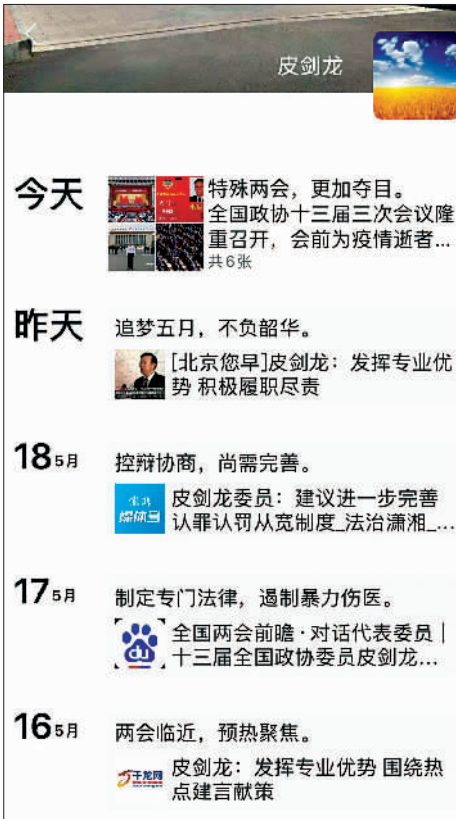 皮剑龙
今天
特殊两会，更加夺目。
全国政协十三届三次会议隆
重召开，会前为疫情逝者...
共6张
昨天
追梦五月，不负韶华。
[北京您早]皮剑龙：发挥专业优
势 积极履职尽责
18 5月
控辩协商，尚需完善。
媒体号
皮剑龙委员：建议进一步完善
认罪认罚从宽制度_法治潇湘_...
17 5月
制定专门法律，遏制暴力伤医。
du
全国两会前瞻·对话代表委员｜
十三届全国政协委员皮剑龙...
16 5月
两会临近，预热聚焦。
千龙网
皮剑龙：发挥专业优势 围绕热
点建言献策